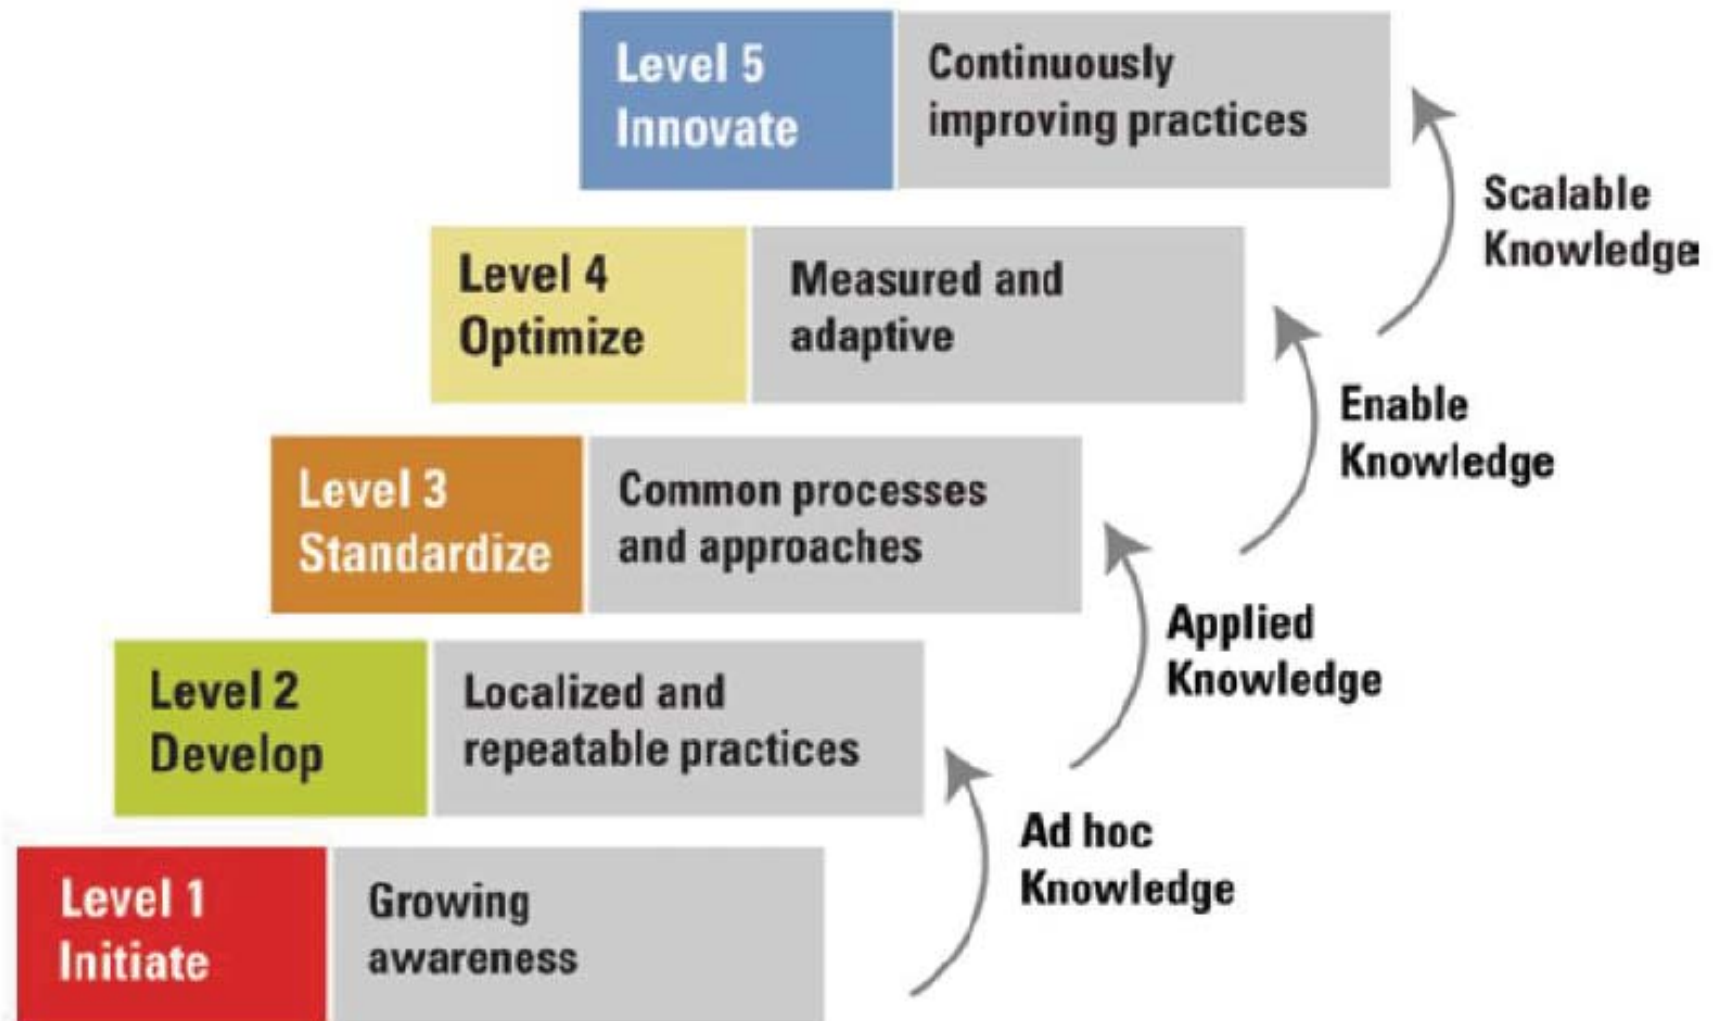 Level 5
Innovate
Continuously
improving practices
Scalable
Knowledge
Level 4
Optimize
Measured and
adaptive
Enable
Knowledge
Level 3
Standardize
Common processes
and approaches
Applied
Knowledge
Level 2
Develop
Localized and
repeatable practices
Ad hoc
Knowledge
Level 1
Initiate
Growing
awareness